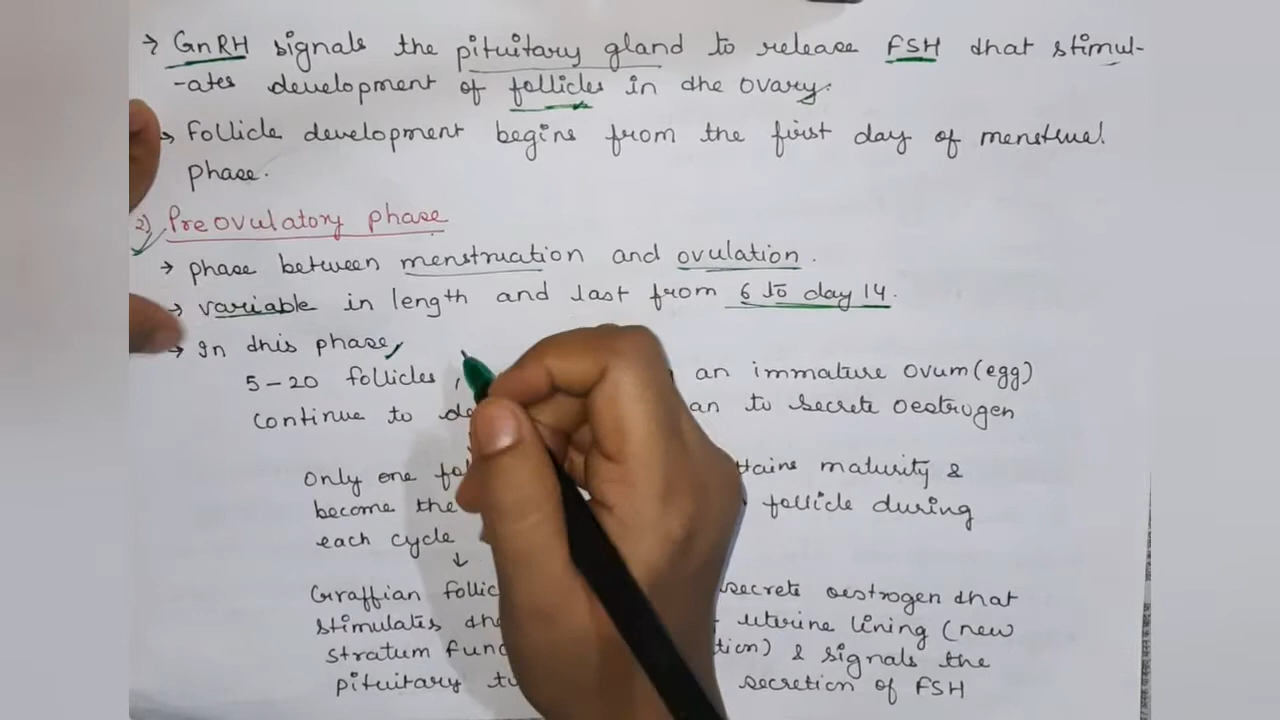 → GnRH signals the pituitary gland to release FSH that stimul-
-ates development of follicles in the ovary.
→ Follicle development begins from the first day of menstrual
phase.
2) Preovulatory phase
→ phase between menstruation and ovulation.
→ variable in length and last from 6 to day 14.
→ In this phase,
5-20 follicles, an immature ovum (egg)
continue to to secrete oestrogen
↓
Only one maturity &
become the follicle during
each cycle
↓
Graffian secrete oestrogen that
stimulates uterine lining (new
stratum & signals the
pituitary secretion of FSH